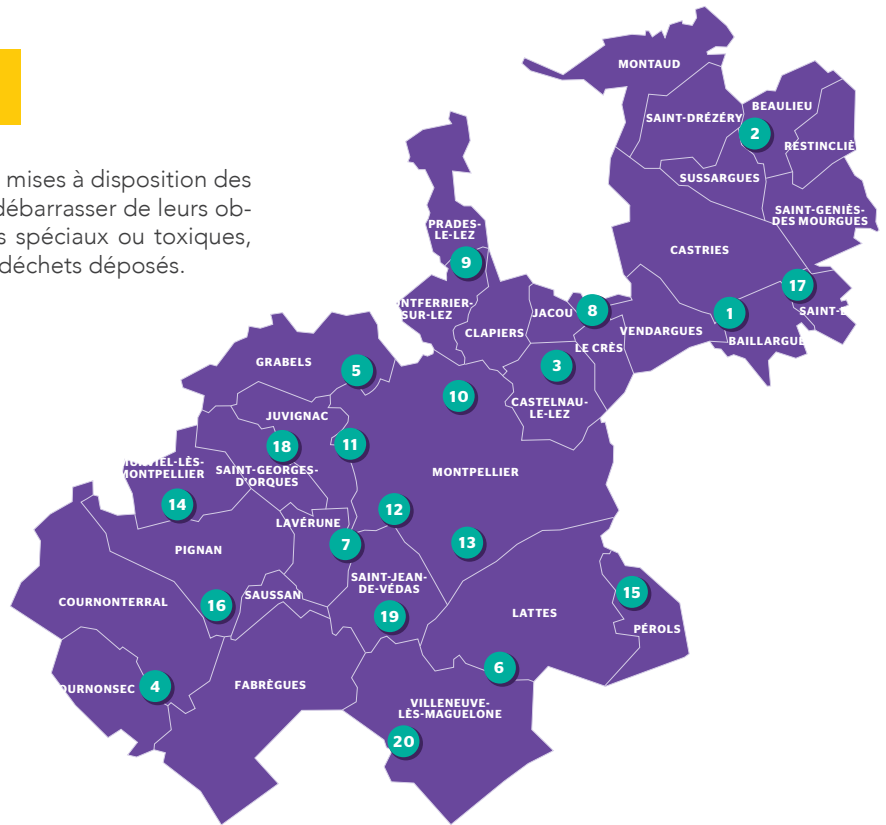 mises à disposition des
débarrasser de leurs ob-
spéciaux ou toxiques,
déchets déposés.
MONTAUD
SAINT-DRÉZÉRY
BEAULIEU
2
SUSSARGUES
SAINT-GENIÈS-
DES MOURGUES
PRADES-
LE-LEZ
9
CASTRIES
17
SUR-LEZ
CLAPIERS
JACOU
8
VENDARGUES
1
LE CRÈS
GRABELS
5
3
10
CASTELNAU-
LE-LEZ
JUVIGNAC
18
11
MONTPELLIER
MONTPELLIER
SAINT-GEORGES-
D'ORQUES
14
12
LAVÉRUNE
7
13
PIGNAN
SAINT-JEAN-
DE-VÉDAS
COURNONTERRAL
16
SAUSSAN
19
LATTES
15
PÉROLS
4
FABRÈGUES
6
VILLENEUVE-
LÈS-MAGUELONE
20